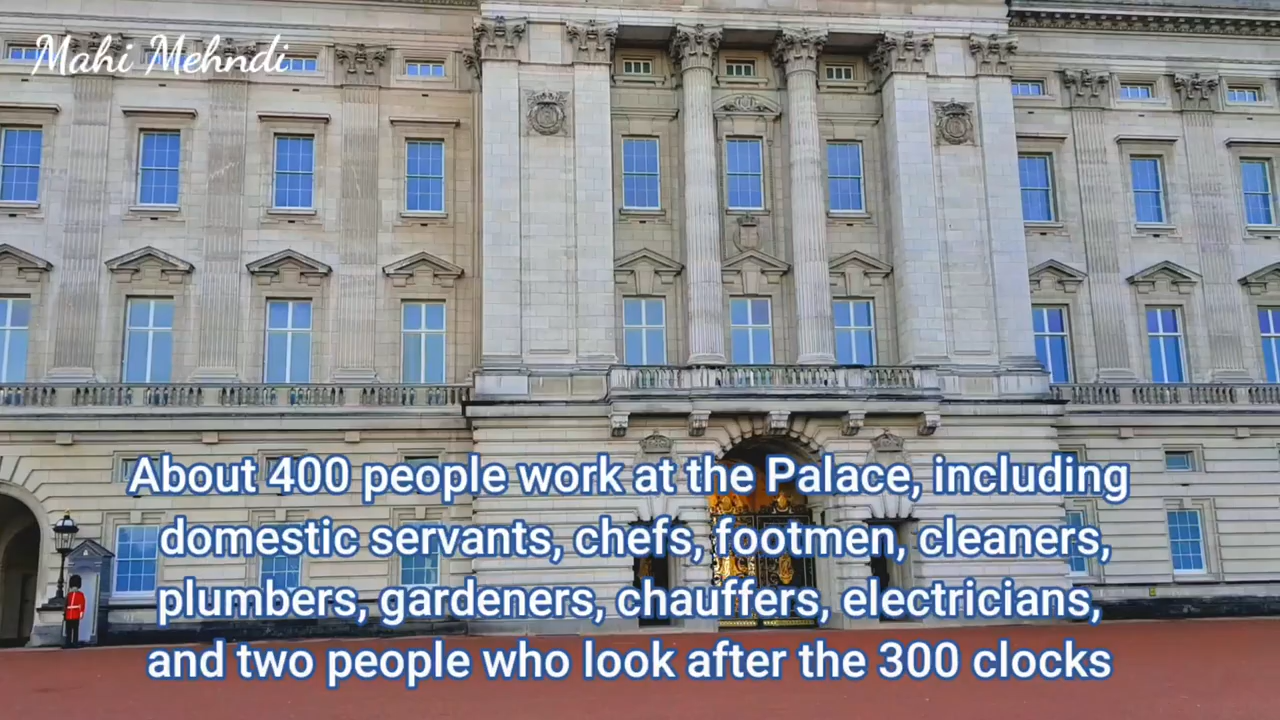 Mahi Mehndi
About 400 people work at the Palace, including
domestic servants, chefs, footmen, cleaners,
plumbers, gardeners, chauffers, electricians,
and two people who look after the 300 clocks